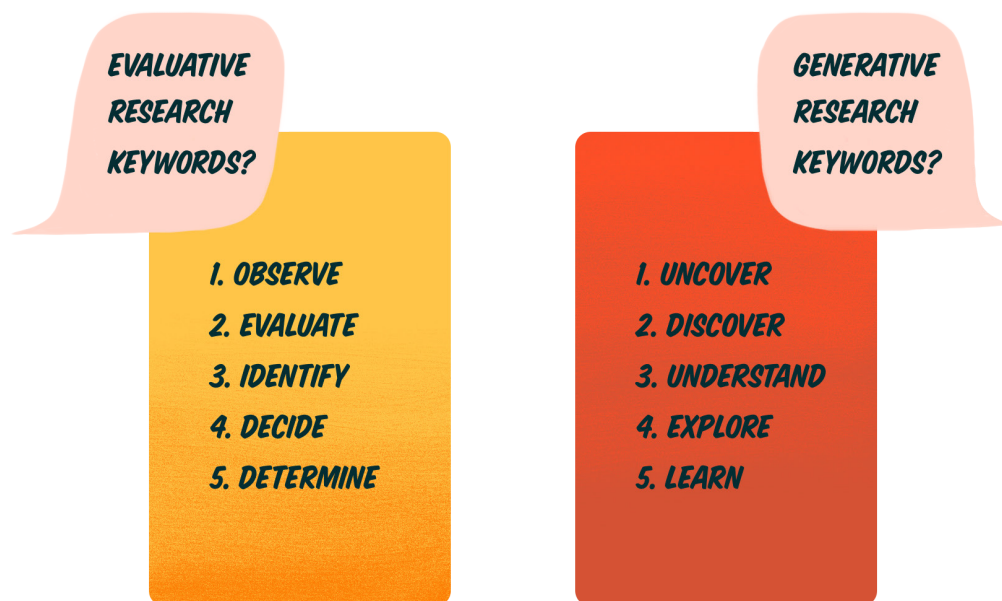 EVALUATIVE
RESEARCH
KEYWORDS?
1. OBSERVE
2. EVALUATE
3. IDENTIFY
4. DECIDE
5. DETERMINE
GENERATIVE
RESEARCH
KEYWORDS?
1. UNCOVER
2. DISCOVER
3. UNDERSTAND
4. EXPLORE
5. LEARN